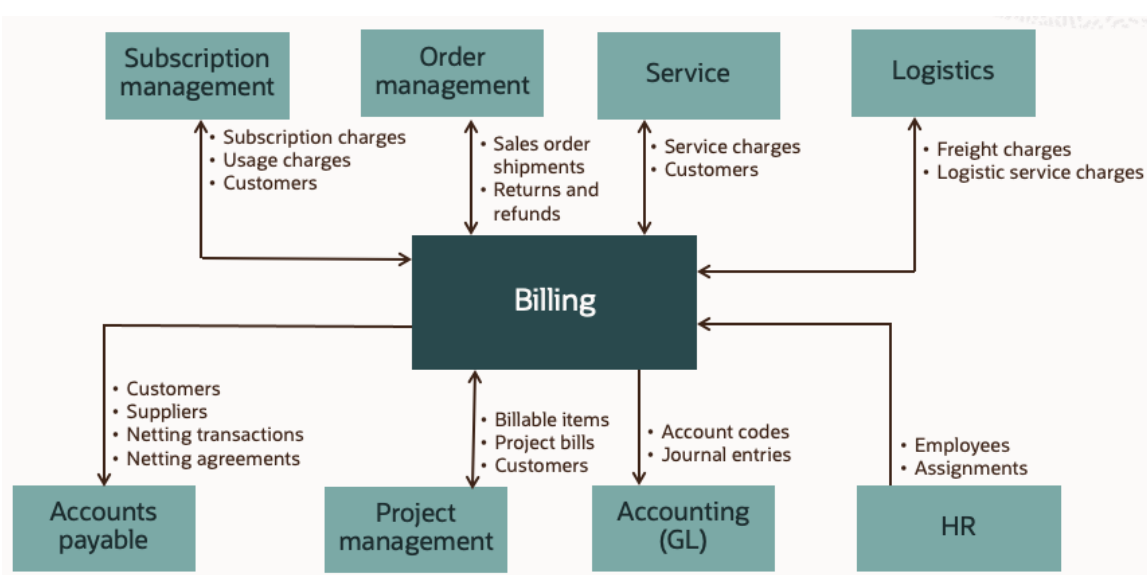 Subscription
management
Order
management
Service
Logistics
• Subscription charges
• Usage charges
• Customers
• Sales order
shipments
• Returns and
refunds
• Service charges
• Customers
• Freight charges
• Logistic service charges
Billing
• Customers
• Suppliers
• Netting transactions
• Netting agreements
• Billable items
• Project bills
• Customers
• Account codes
• Journal entries
• Employees
• Assignments
Accounts
payable
Project
management
Accounting
(GL)
HR